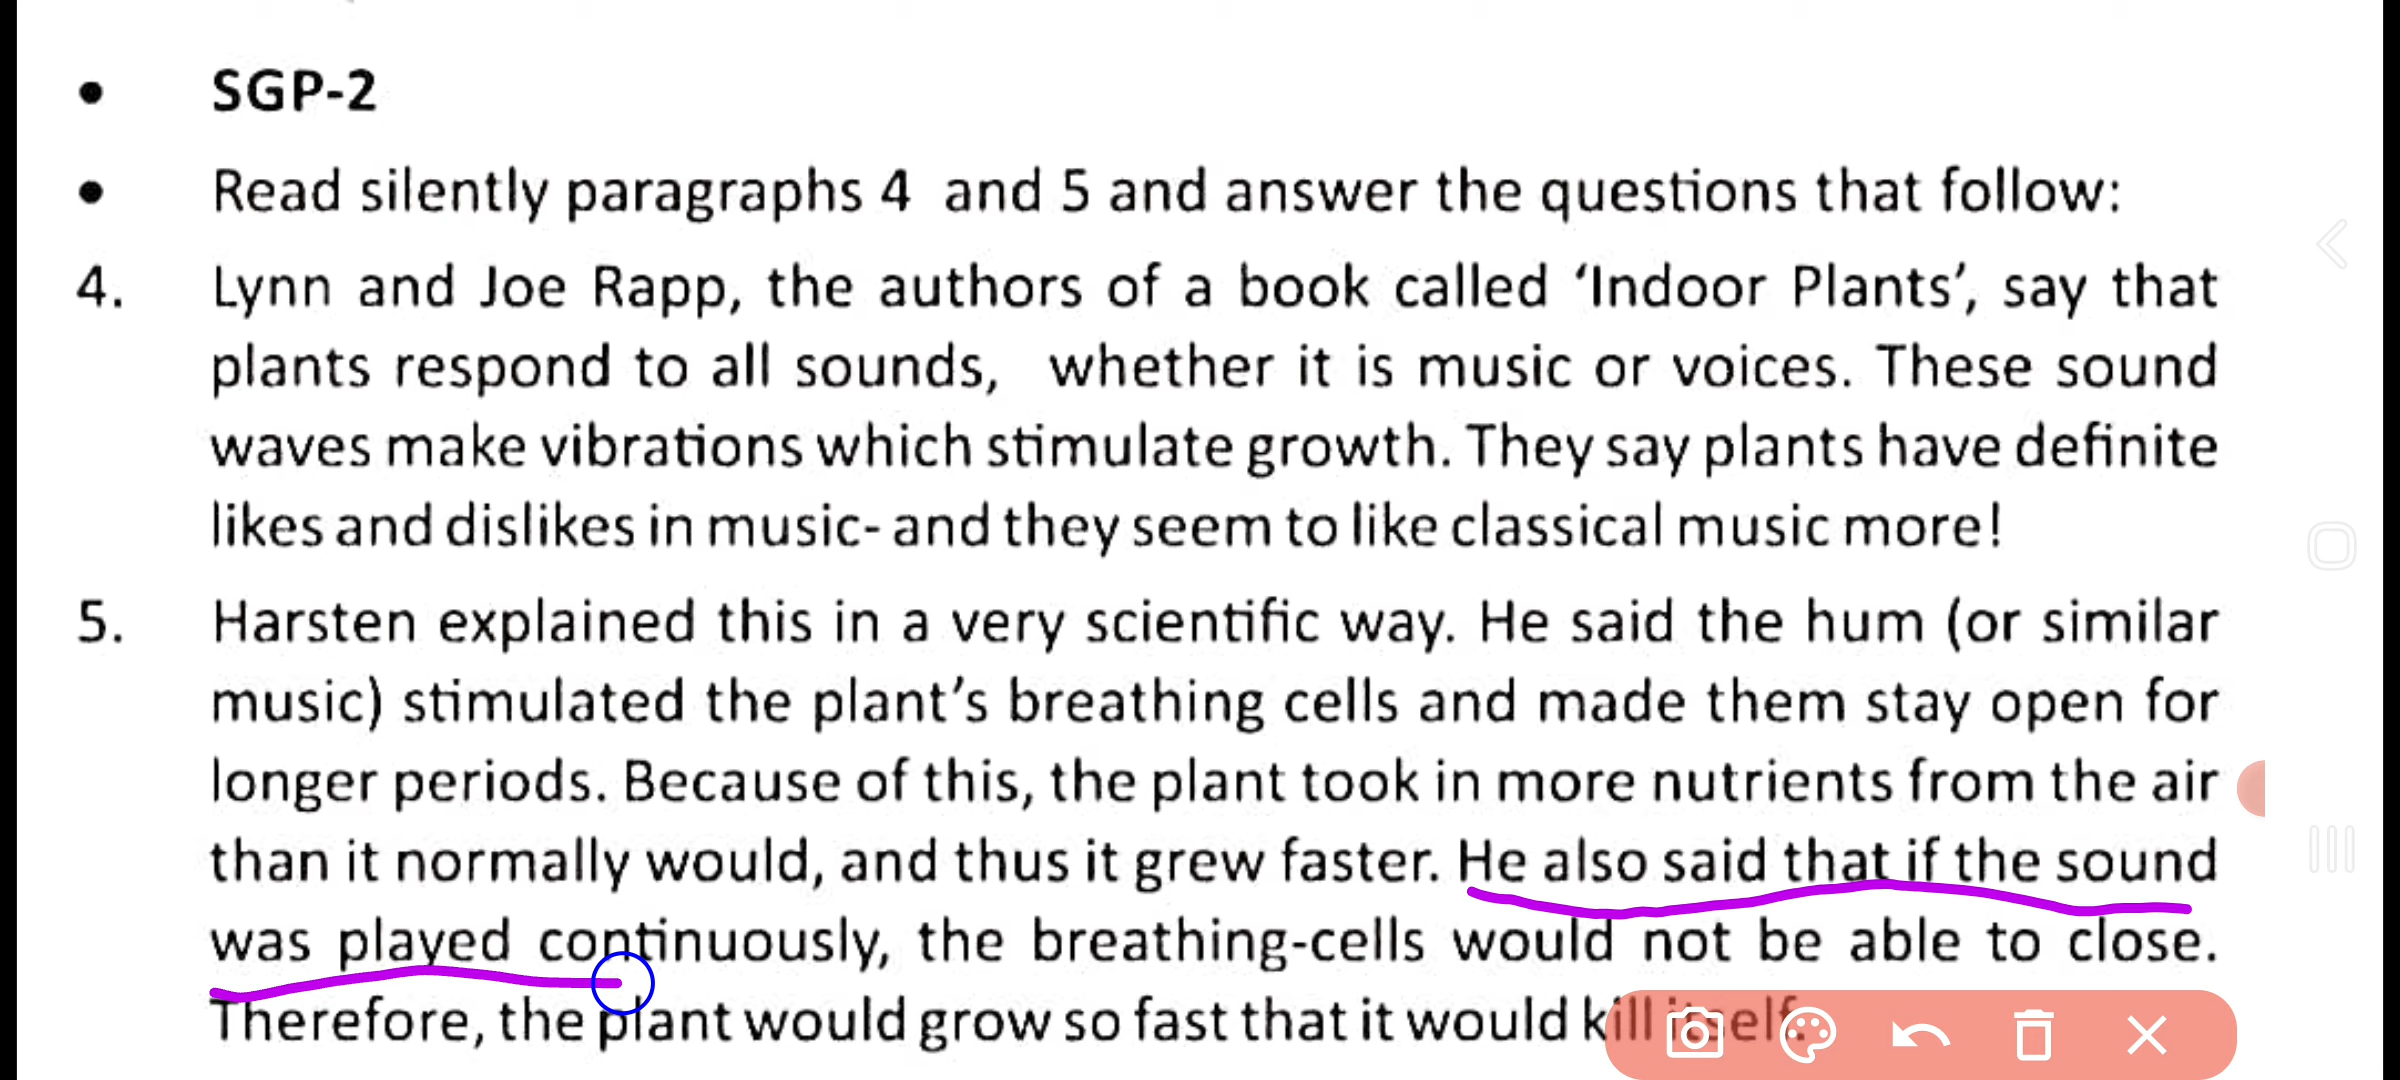 • SGP-2
• Read silently paragraphs 4 and 5 and answer the questions that follow:
4. Lynn and Joe Rapp, the authors of a book called ‘Indoor Plants’, say that
plants respond to all sounds, whether it is music or voices. These sound
waves make vibrations which stimulate growth. They say plants have definite
likes and dislikes in music- and they seem to like classical music more!
5. Harsten explained this in a very scientific way. He said the hum (or similar
music) stimulated the plant’s breathing cells and made them stay open for
longer periods. Because of this, the plant took in more nutrients from the air
than it normally would, and thus it grew faster. He also said that if the sound
was played continuously, the breathing-cells would not be able to close.
Therefore, the plant would grow so fast that it would kill itself.